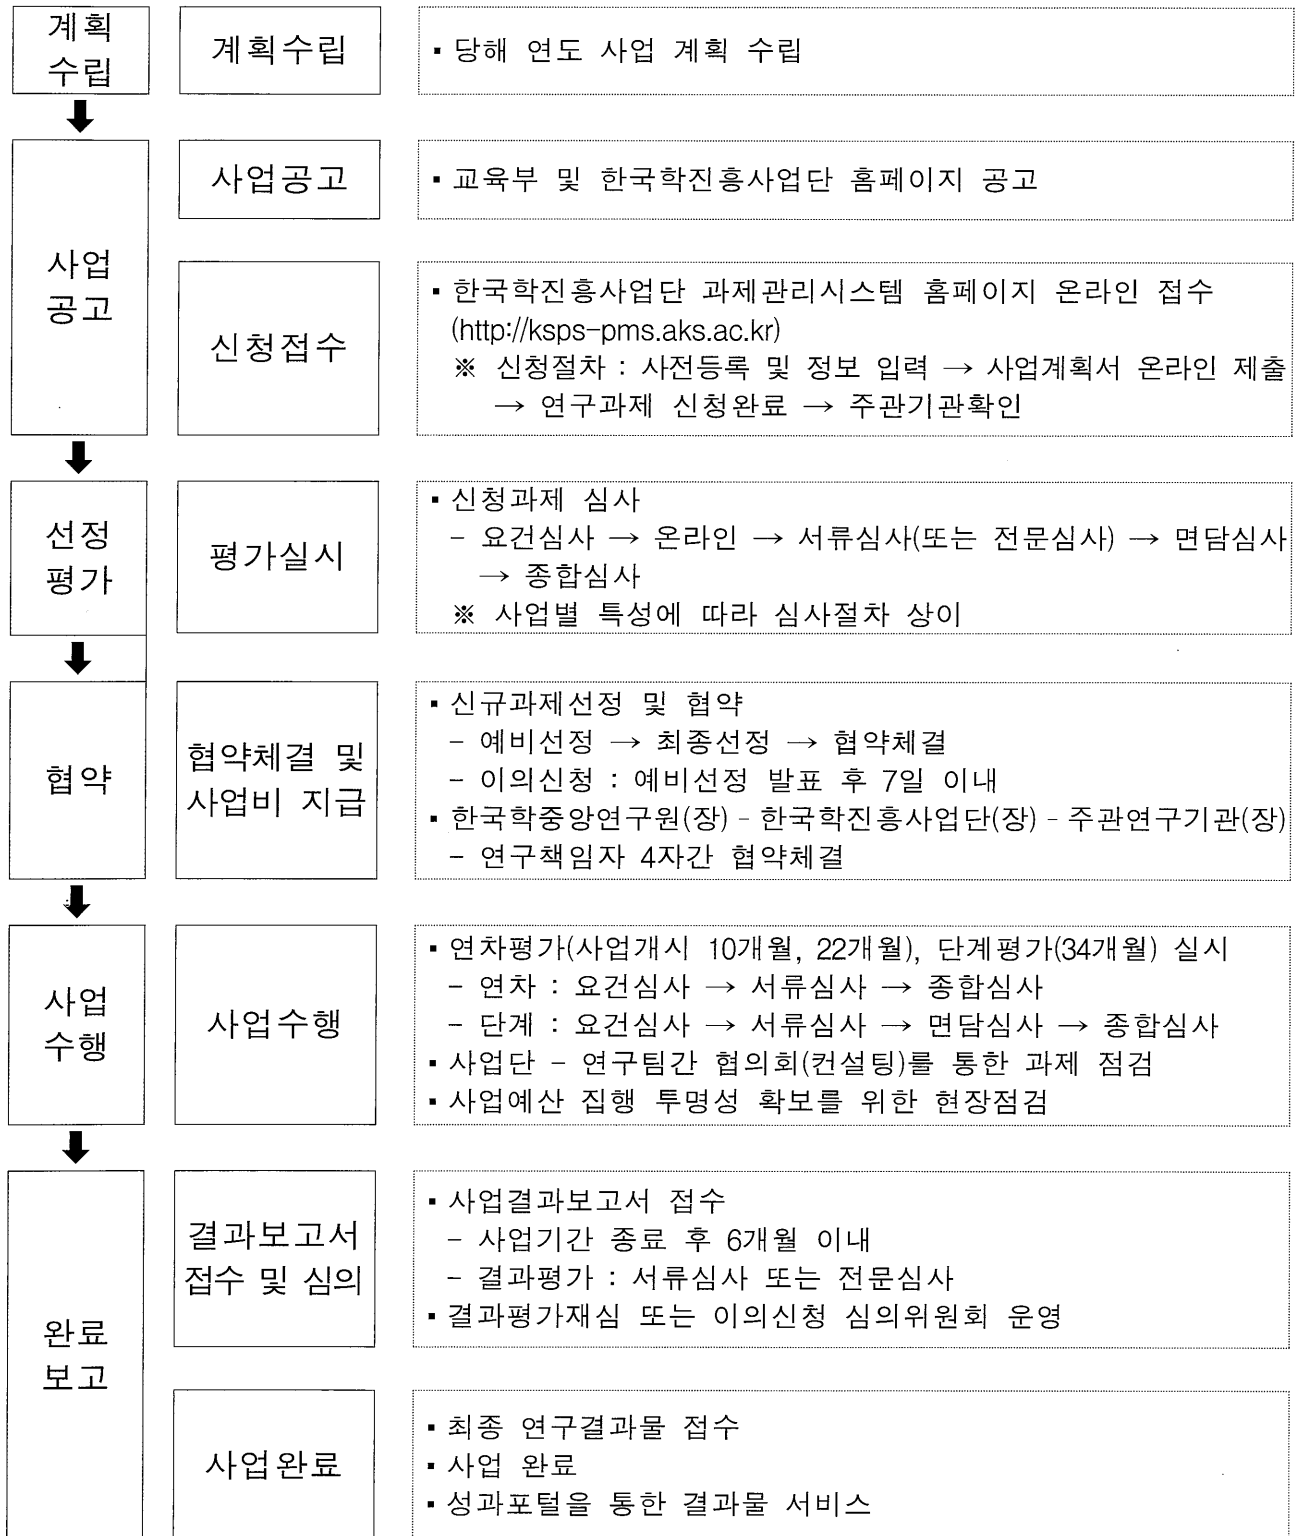 계획
수립
계획수립
▪ 당해 연도 사업 계획 수립
사업
공고
사업공고
▪ 교육부 및 한국학진흥사업단 홈페이지 공고
신청접수
▪ 한국학진흥사업단 과제관리시스템 홈페이지 온라인 접수
(http://ksps-pms.aks.ac.kr)
※ 신청절차 : 사전등록 및 정보 입력 → 사업계획서 온라인 제출
→ 연구과제 신청완료 → 주관기관확인
선정
평가
평가실시
▪ 신청과제 심사
- 요건심사 → 온라인 → 서류심사(또는 전문심사) → 면담심사
→ 종합심사
※ 사업별 특성에 따라 심사절차 상이
협약
협약체결 및
사업비 지급
▪ 신규과제선정 및 협약
- 예비선정 → 최종선정 → 협약체결
- 이의신청 : 예비선정 발표 후 7일 이내
▪ 한국학중앙연구원(장) - 한국학진흥사업단(장) - 주관연구기관(장)
- 연구책임자 4자간 협약체결
사업
수행
사업수행
▪ 연차평가(사업개시 10개월, 22개월), 단계평가(34개월) 실시
- 연차 : 요건심사 → 서류심사 → 종합심사
- 단계 : 요건심사 → 서류심사 → 면담심사 → 종합심사
▪ 사업단 - 연구팀간 협의회(컨설팅)를 통한 과제 점검
▪ 사업예산 집행 투명성 확보를 위한 현장점검
완료
보고
결과보고서
접수 및 심의
▪ 사업결과보고서 접수
- 사업기간 종료 후 6개월 이내
- 결과평가 : 서류심사 또는 전문심사
▪ 결과평가재심 또는 이의신청 심의위원회 운영
사업완료
▪ 최종 연구결과물 접수
▪ 사업 완료
▪ 성과포털을 통한 결과물 서비스